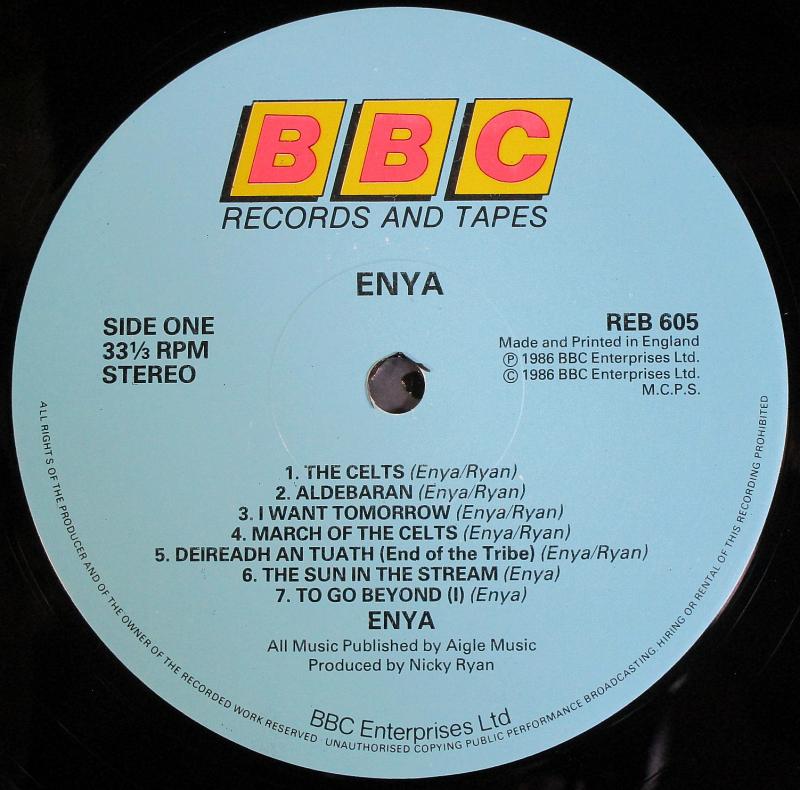 BBC
RECORDS AND TAPES
ENYA
SIDE ONE
33⅓ RPM
STEREO
REB 605
Made and Printed in England
℗ 1986 BBC Enterprises Ltd.
© 1986 BBC Enterprises Ltd.
M.C.P.S.
1. THE CELTS (Enya/Ryan)
2. ALDEBARAN (Enya/Ryan)
3. I WANT TOMORROW (Enya/Ryan)
4. MARCH OF THE CELTS (Enya/Ryan)
5. DEIREADH AN TUATH (End of the Tribe) (Enya/Ryan)
6. THE SUN IN THE STREAM (Enya)
7. TO GO BEYOND (I) (Enya)
ENYA
All Music Published by Aigle Music
Produced by Nicky Ryan
BBC Enterprises Ltd
ALL RIGHTS OF THE PRODUCER AND OF THE OWNER OF THE RECORDED WORK RESERVED · UNAUTHORISED COPYING PUBLIC PERFORMANCE BROADCASTING, HIRING OR RENTAL OF THIS RECORDING PROHIBITED